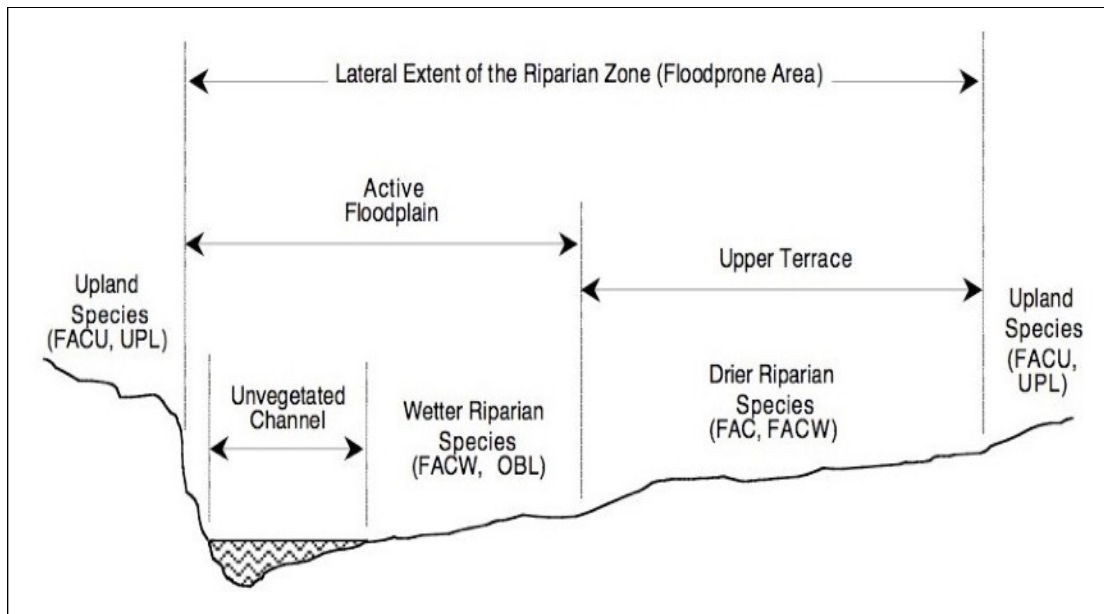 Lateral Extent of the Riparian Zone (Floodprone Area)
Active
Floodplain
Upper Terrace
Upland
Species
(FACU, UPL)
Unvegetated
Channel
Wetter Riparian
Species
(FACW, OBL)
Drier Riparian
Species
(FAC, FACW)
Upland
Species
(FACU,
UPL)